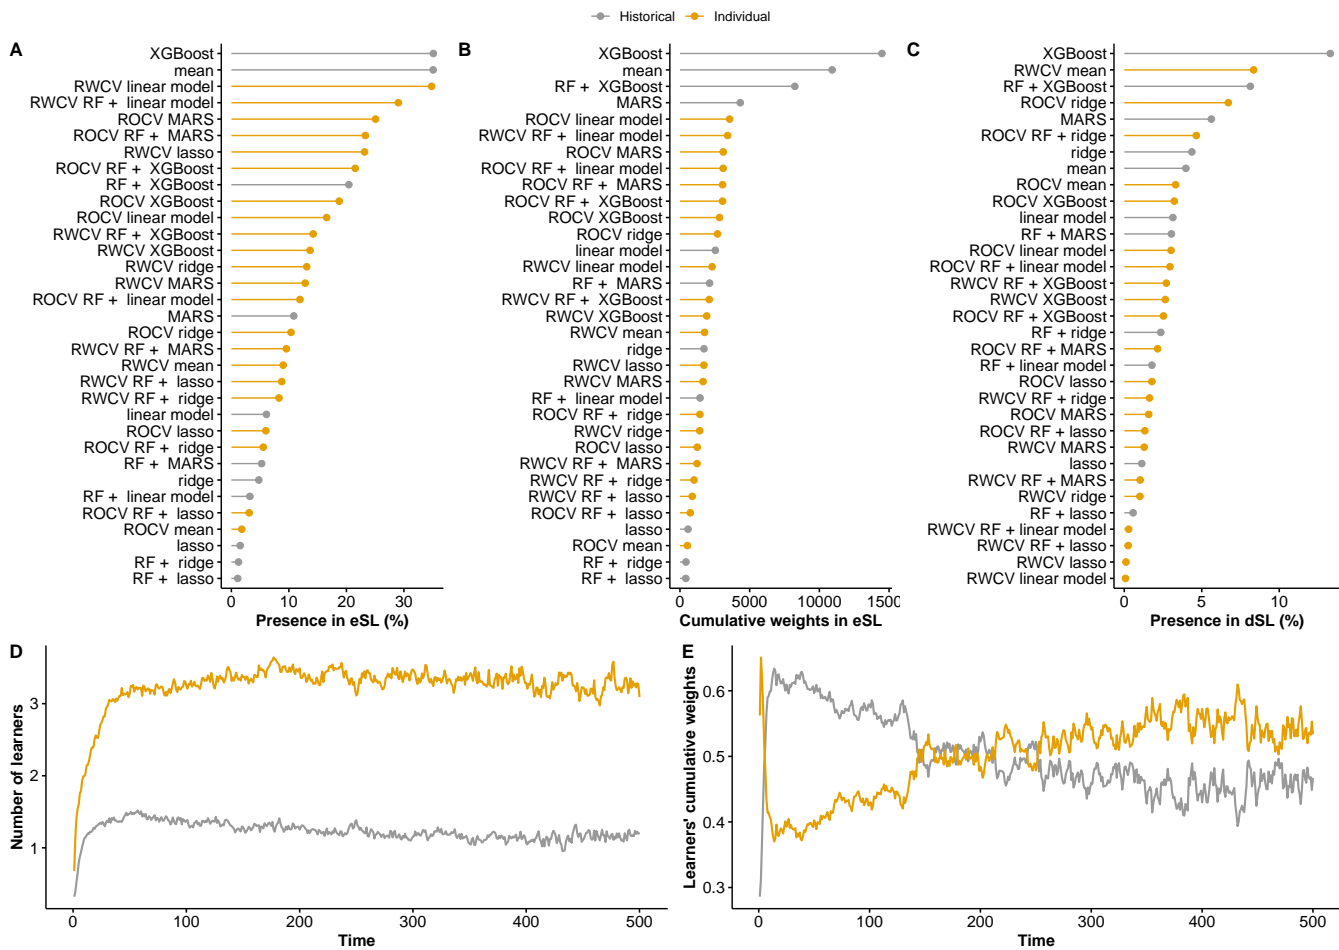 Historical Individual
A
XGBoost
mean
RWCV linear model
RWCV RF + linear model
ROCV MARS
ROCV RF + MARS
RWCV lasso
ROCV RF + XGBoost
RF + XGBoost
ROCV XGBoost
ROCV linear model
RWCV RF + XGBoost
RWCV XGBoost
RWCV ridge
RWCV MARS
ROCV RF + linear model
MARS
ROCV ridge
RWCV RF + MARS
RWCV mean
RWCV RF + lasso
RWCV RF + ridge
linear model
ROCV lasso
ROCV RF + ridge
RF + MARS
ridge
RF + linear model
ROCV RF + lasso
ROCV mean
lasso
RF + ridge
RF + lasso
0 10 20 30
Presence in eSL (%)
B
XGBoost
mean
RF + XGBoost
MARS
ROCV linear model
RWCV RF + linear model
ROCV MARS
ROCV RF + linear model
ROCV RF + MARS
ROCV RF + XGBoost
ROCV XGBoost
ROCV ridge
linear model
RWCV linear model
RF + MARS
RWCV RF + XGBoost
RWCV XGBoost
RWCV mean
ridge
RWCV lasso
RWCV MARS
RF + linear model
ROCV RF + ridge
RWCV ridge
ROCV lasso
RWCV RF + MARS
RWCV RF + ridge
RWCV RF + lasso
ROCV RF + lasso
lasso
ROCV mean
RF + ridge
RF + lasso
0 5000 10000 1500
Cumulative weights in eSL
C
XGBoost
RWCV mean
RF + XGBoost
ROCV ridge
MARS
ROCV RF + ridge
ridge
mean
ROCV mean
ROCV XGBoost
linear model
RF + MARS
ROCV linear model
ROCV RF + linear model
RWCV RF + XGBoost
RWCV XGBoost
ROCV RF + XGBoost
RF + ridge
ROCV RF + MARS
RF + linear model
ROCV lasso
RWCV RF + ridge
ROCV MARS
ROCV RF + lasso
RWCV MARS
lasso
RWCV RF + MARS
RWCV ridge
RF + lasso
RWCV RF + linear model
RWCV RF + lasso
RWCV lasso
RWCV linear model
0 5 10
Presence in dSL (%)
D
Number of learners
3
2
1
0 100 200 300 400 500
Time
E
Learners' cumulative weights
0.6
0.5
0.4
0.3
0 100 200 300 400 500
Time